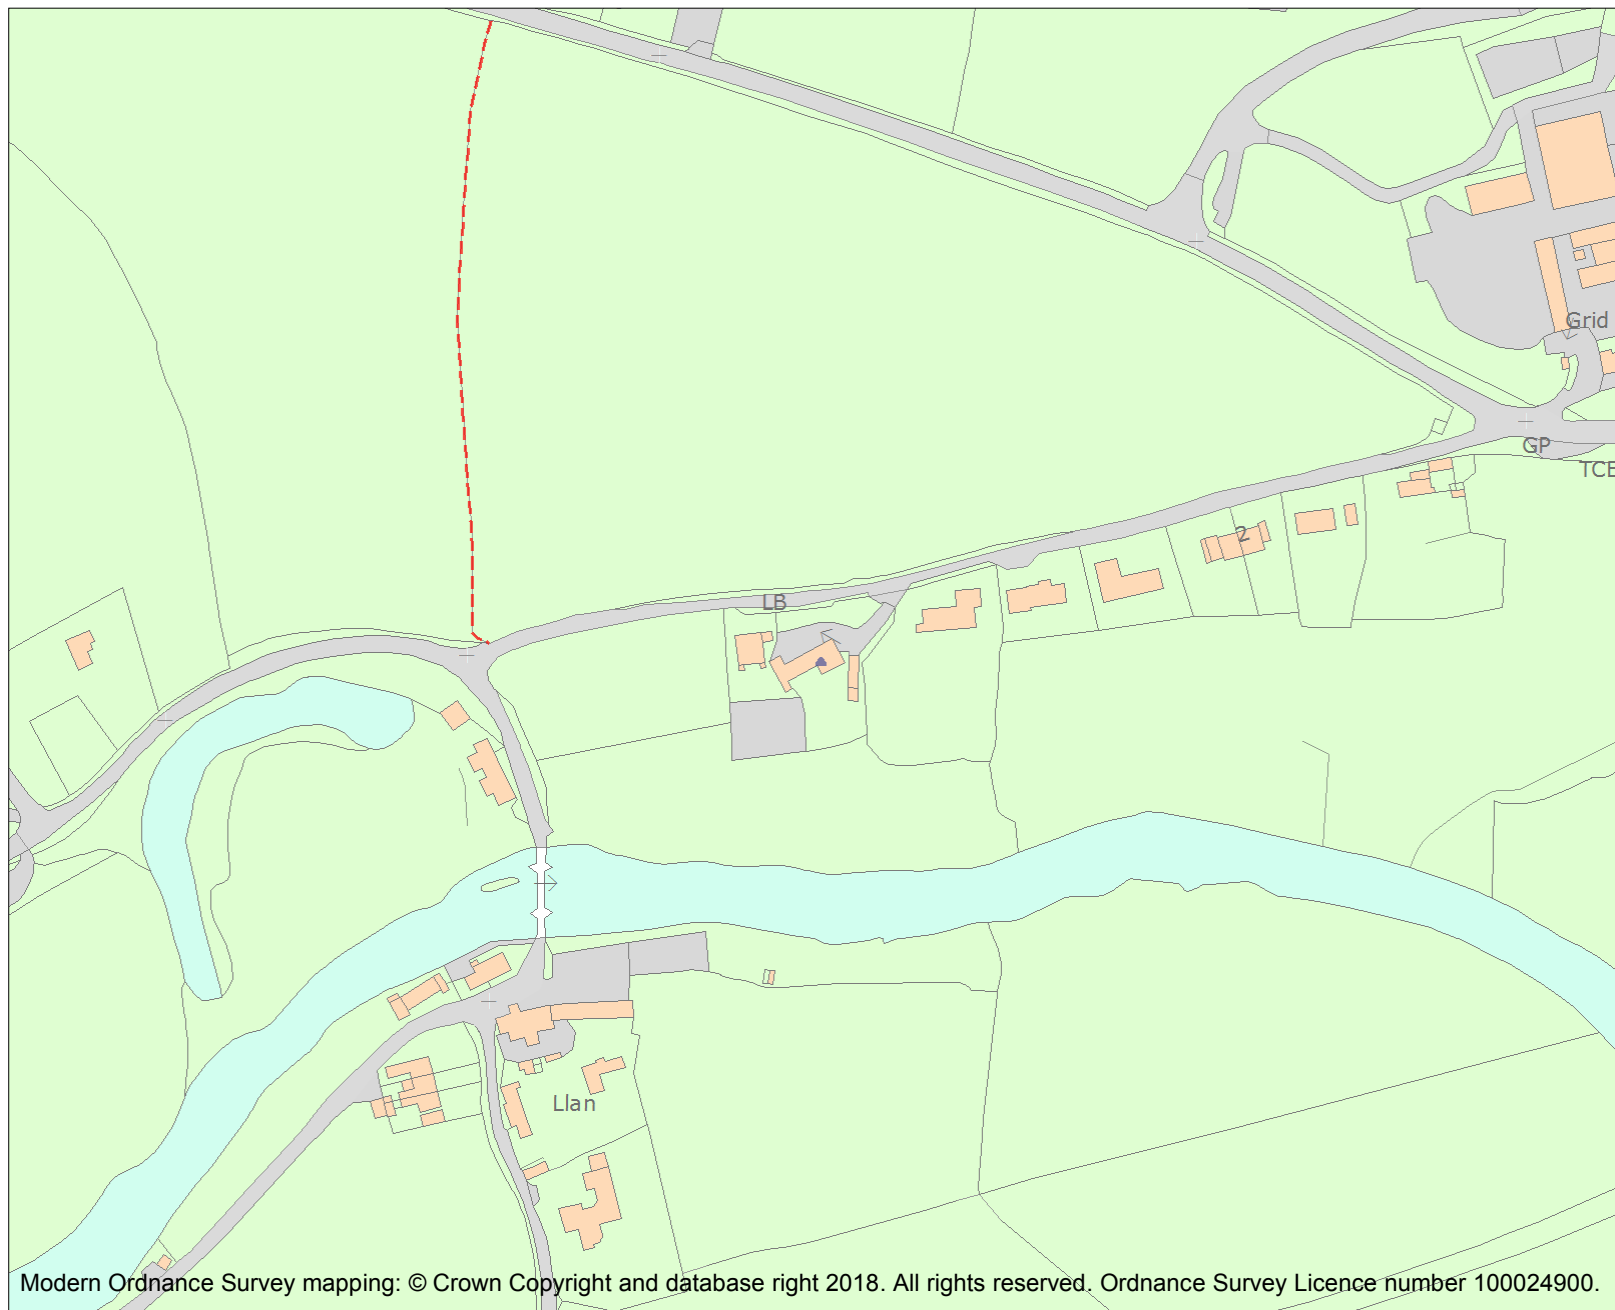 Grid
GP
TCB
2
LB
Llan
Modern Ordnance Survey mapping: © Crown Copyright and database right 2018. All rights reserved. Ordnance Survey Licence number 100024900.